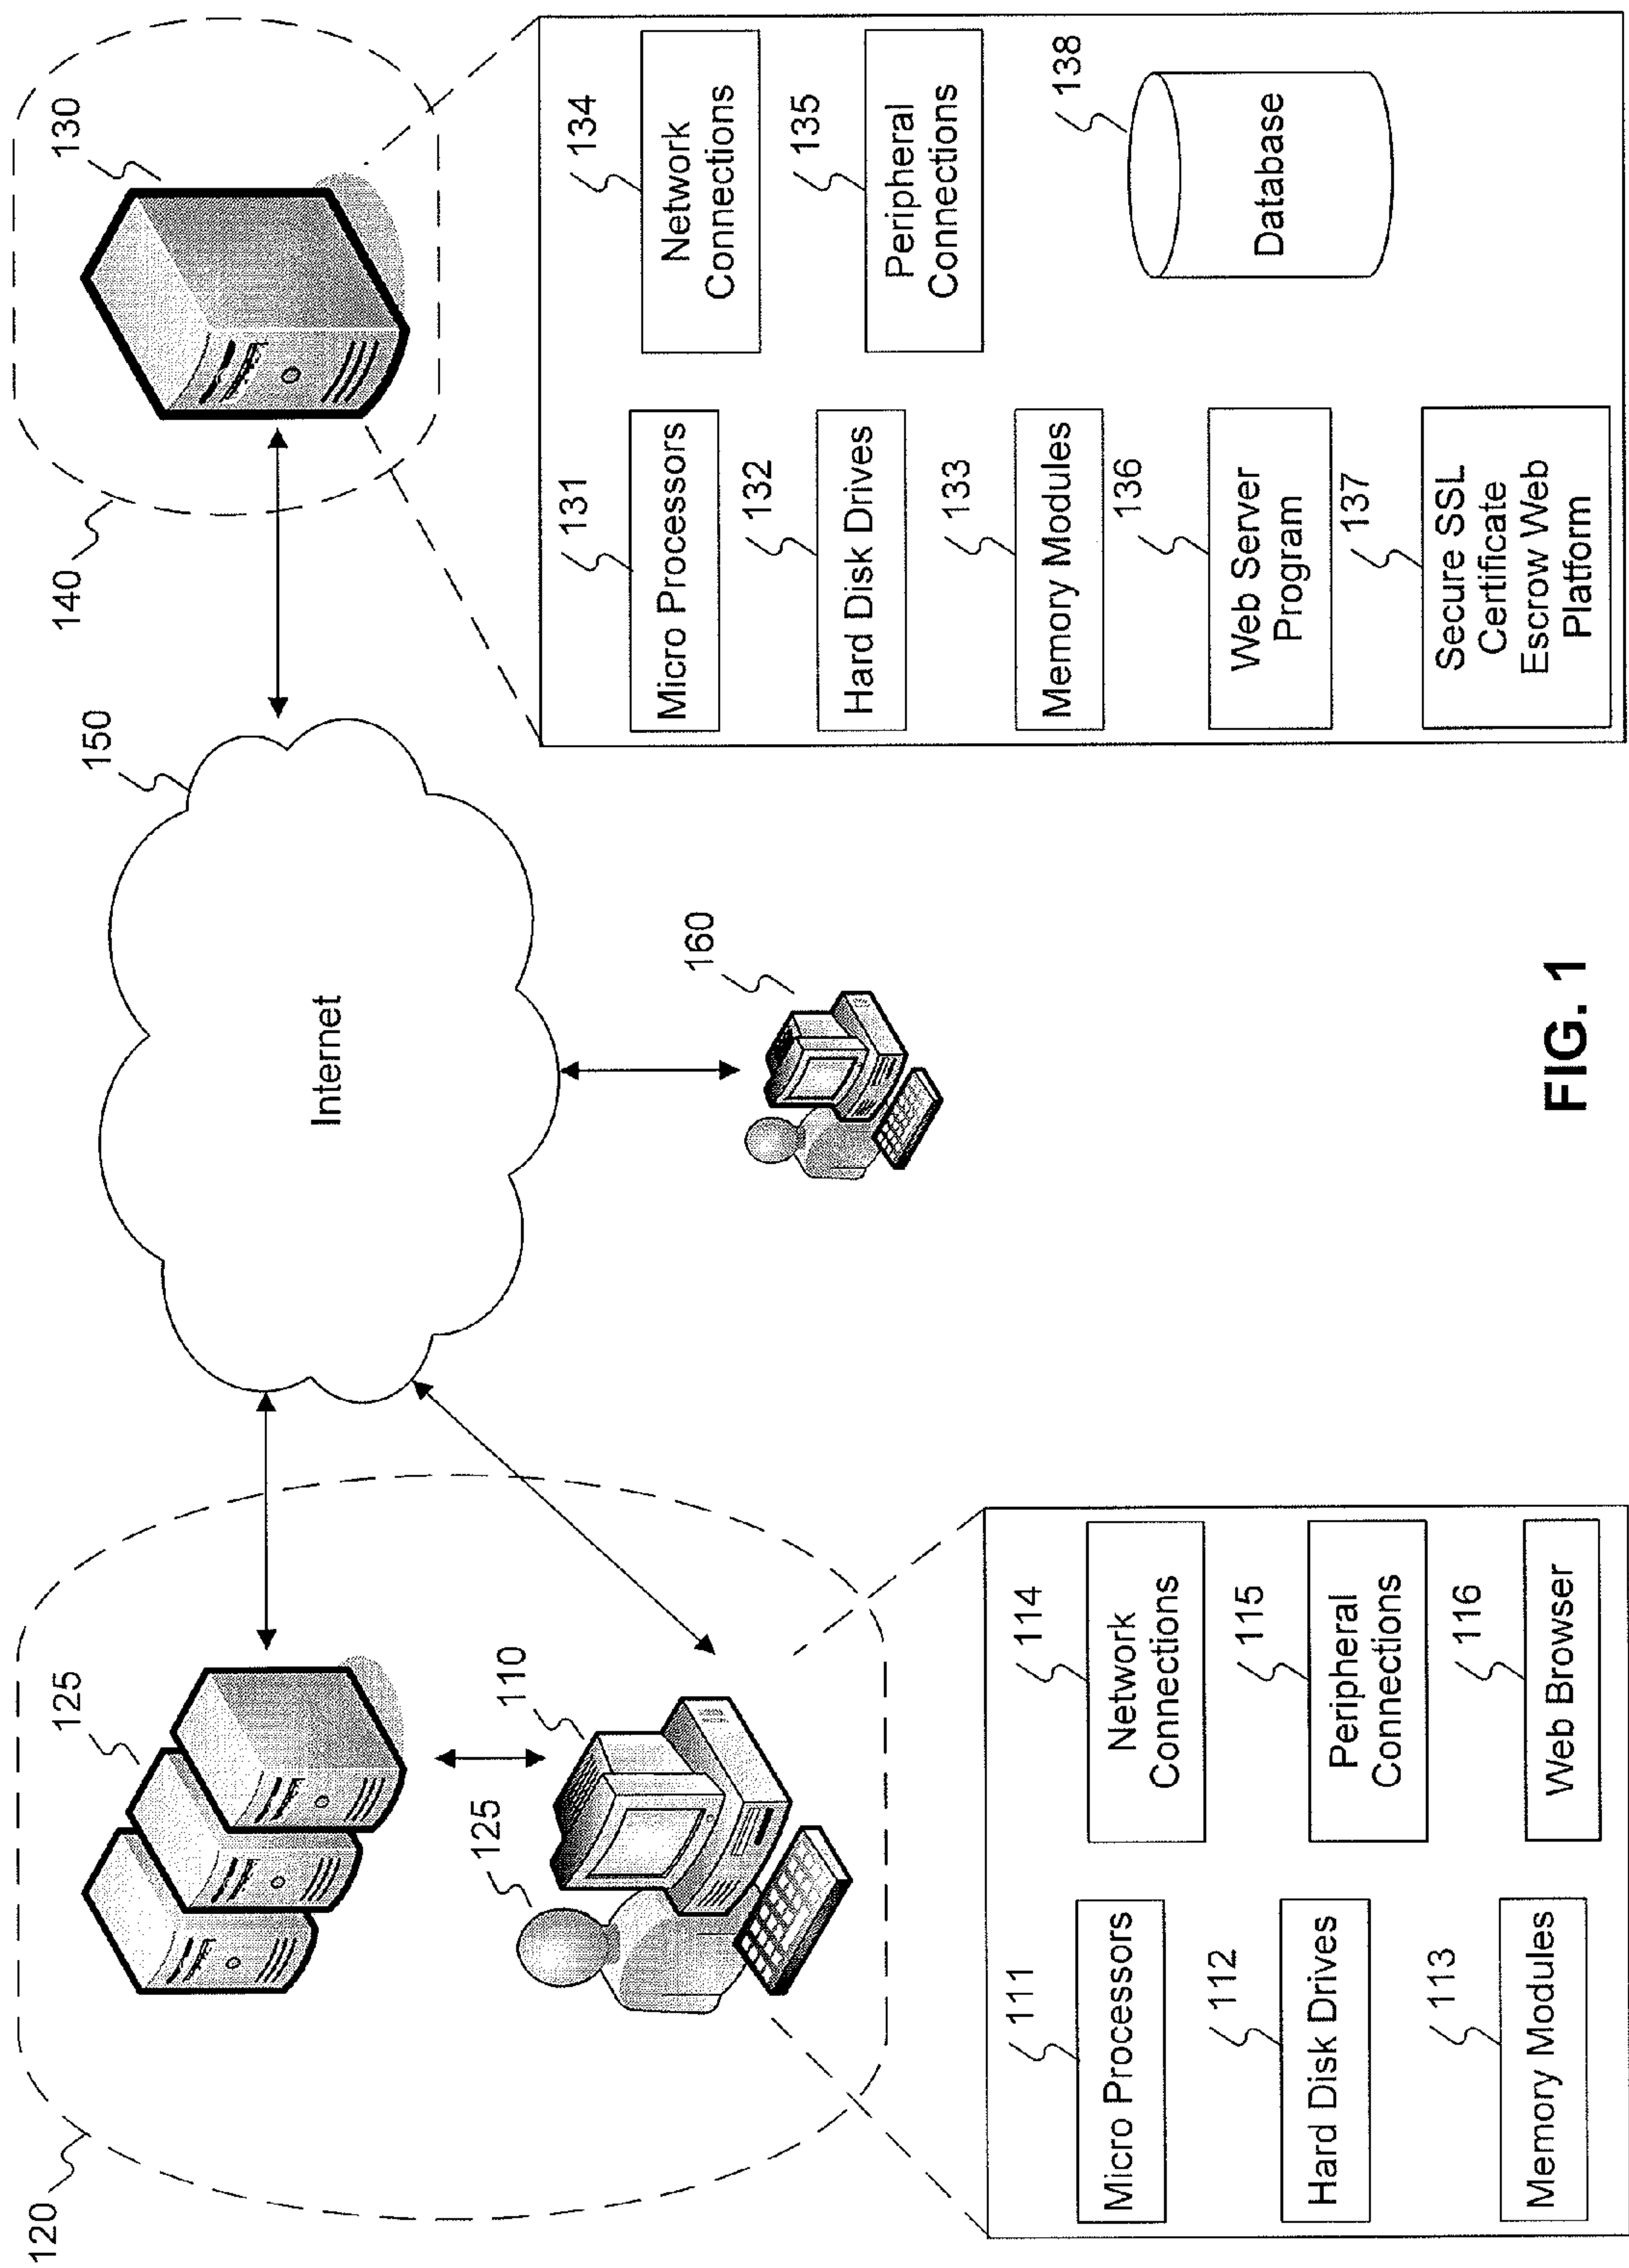 120
125
125
110
Internet
150
140
130
160
111
Micro Processors
112
Hard Disk Drives
113
Memory Modules
114
Network
Connections
115
Peripheral
Connections
116
Web Browser
131
Micro Processors
132
Hard Disk Drives
133
Memory Modules
136
Web Server
Program
137
Secure SSL
Certificate
Escrow Web
Platform
134
Network
Connections
135
Peripheral
Connections
138
Database
FIG. 1